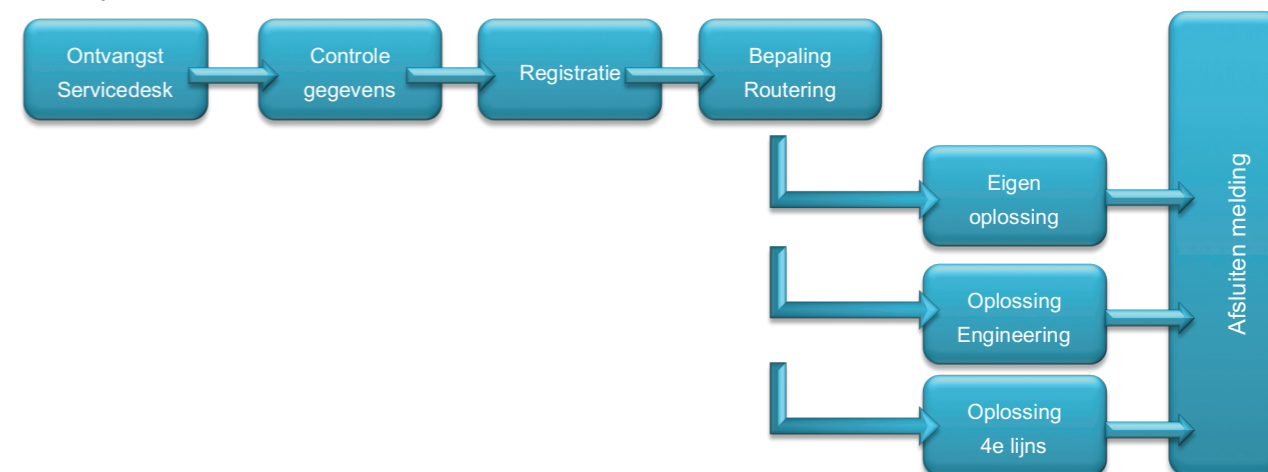 Ontvangst
Servicedesk
Controle
gegevens
Registratie
Bepaling
Routering
Eigen
oplossing
Oplossing
Engineering
Oplossing
4e lijns
Afsluiten melding